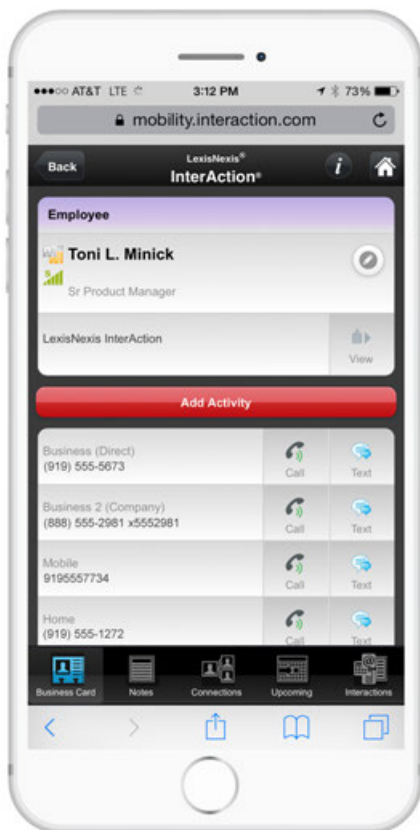 AT&T LTE 3:12 PM 73%
mobility.interaction.com
Back
LexisNexis®
InterAction®
i
Employee
Toni L. Minick
Sr Product Manager
LexisNexis InterAction
View
Add Activity
Business (Direct)
(919) 555-5673
Call Text
Business 2 (Company)
(888) 555-2981 x5552981
Call Text
Mobile
9195557734
Call Text
Home
(919) 555-1272
Call Text
Business Card Notes Connections Upcoming Interactions